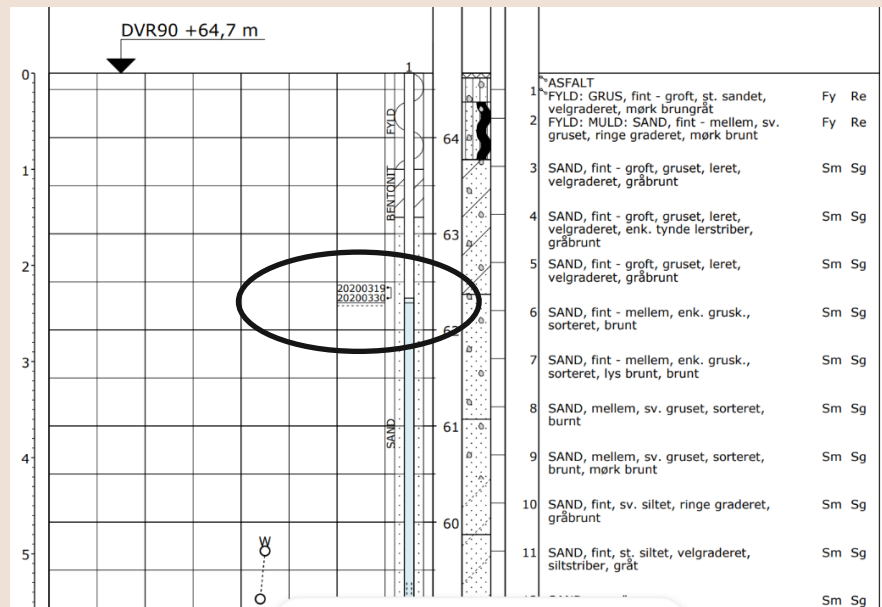 DVR90 +64,7 m
0
1
2
3
4
5
1
FYLD
BENTONIT
SAND
20200319
20200330
W
64
63
62
61
60
ASFALT
1 FYLD: GRUS, fint - groft, st. sandet, Fy Re
velgraderet, mørk brungråt
2 FYLD: MULD: SAND, fint - mellem, sv. Fy Re
gruset, ringe graderet, mørk brunt
3 SAND, fint - groft, gruset, leret, Sm Sg
velgraderet, gråbrunt
4 SAND, fint - groft, gruset, leret, Sm Sg
velgraderet, enk. tynde lerstriber,
gråbrunt
5 SAND, fint - groft, gruset, leret, Sm Sg
velgraderet, gråbrunt
6 SAND, fint - mellem, enk. grusk., Sm Sg
sorteret, brunt
7 SAND, fint - mellem, enk. grusk., Sm Sg
sorteret, lys brunt, brunt
8 SAND, mellem, sv. gruset, sorteret, Sm Sg
burnt
9 SAND, mellem, sv. gruset, sorteret, Sm Sg
brunt, mørk brunt
10 SAND, fint, sv. siltet, ringe graderet, Sm Sg
gråbrunt
11 SAND, fint, st. siltet, velgraderet, Sm Sg
siltstriber, gråt
Sm Sg